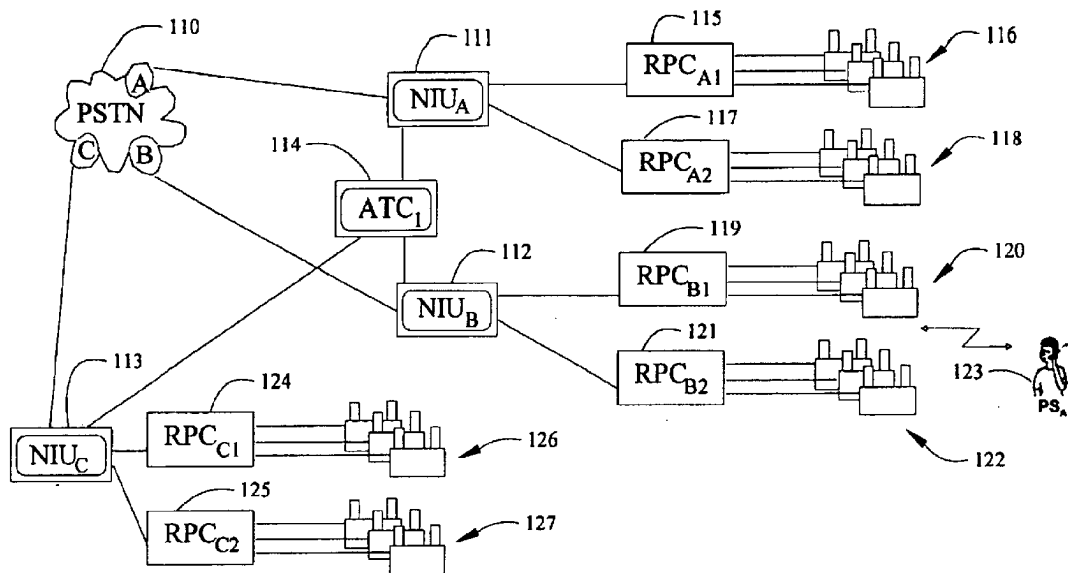 110
111
115
116
A
PSTN
C
B
NIU_A
RPC_A1
117
118
114
RPC_A2
ATC_1
119
120
112
RPC_B1
NIU_B
121
113
124
RPC_B2
123
PS_A
NIU_C
RPC_C1
126
122
125
RPC_C2
127